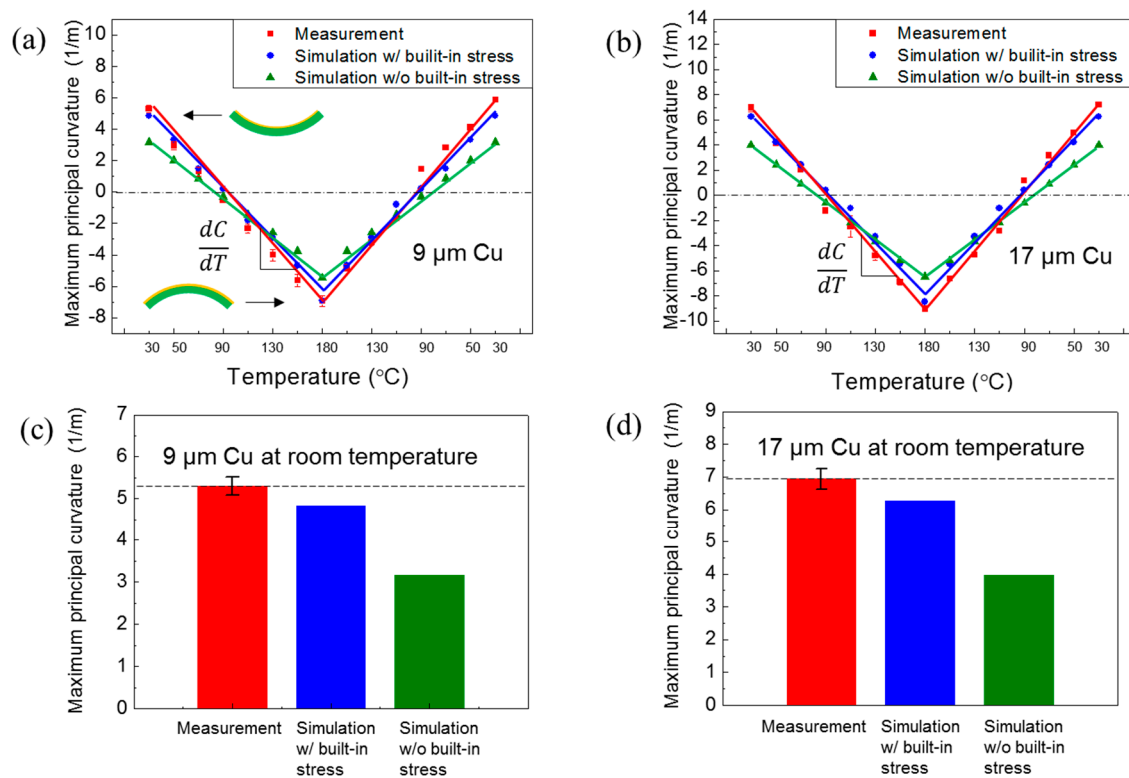 (a)
Maximum principal curvature (1/m)
10
8
6
4
2
0
-2
-4
-6
-8
Measurement
Simulation w/ builit-in stress
Simulation w/o built-in stress
dC
dT
9 μm Cu
30 50 90 130 180 130 90 50 30
Temperature (°C)
(b)
Maximum principal curvature (1/m)
14
12
10
8
6
4
2
0
-2
-4
-6
-8
-10
Measurement
Simulation w/ builit-in stress
Simulation w/o built-in stress
dC
dT
17 μm Cu
30 50 90 130 180 130 90 50 30
Temperature (°C)
(c)
Maximum principal curvature (1/m)
7
6
5
4
3
2
1
0
9 μm Cu at room temperature
Measurement Simulation Simulation
w/ built-in w/o built-in
stress stress
(d)
Maximum principal curvature (1/m)
9
8
7
6
5
4
3
2
1
0
17 μm Cu at room temperature
Measurement Simulation Simulation
w/ built-in w/o built-in
stress stress